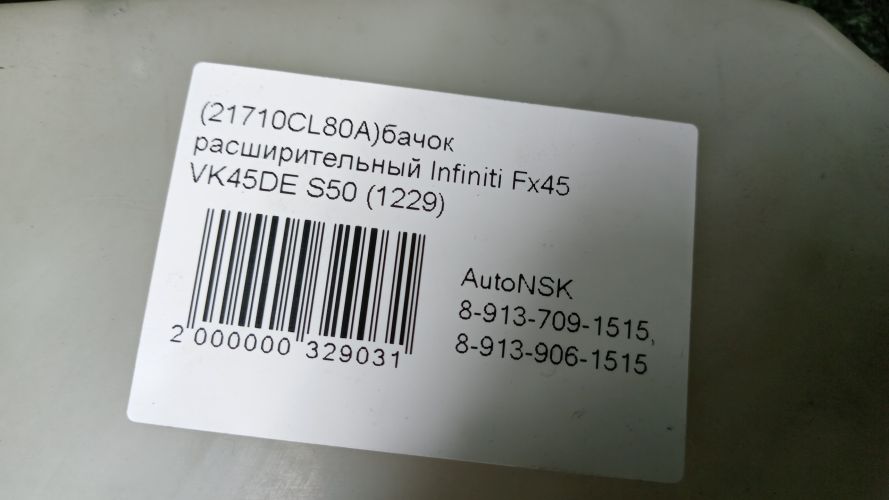 (21710CL80A)бачок
расширительный Infiniti Fx45
VK45DE S50 (1229)
AutoNSK
8-913-709-1515,
8-913-906-1515
2 000000 329031